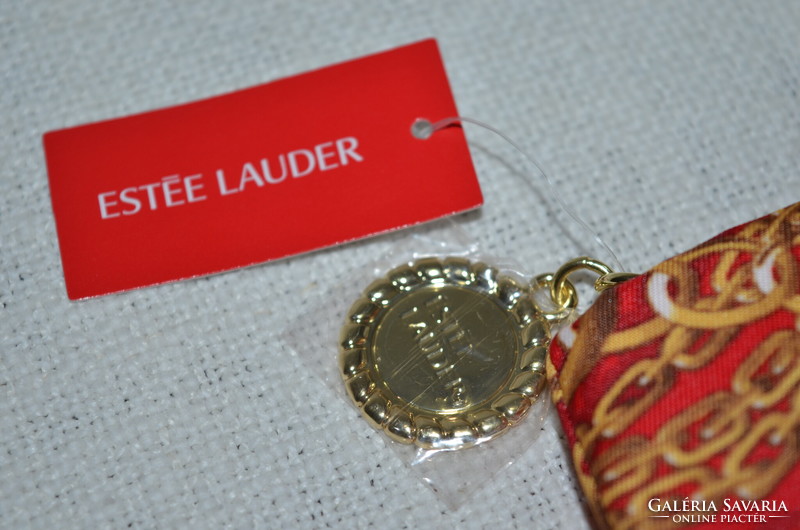 ESTĒE LAUDER
ESTĒE
LAUDER
GALÉRIA SAVARIA
ONLINE PIACTÉR